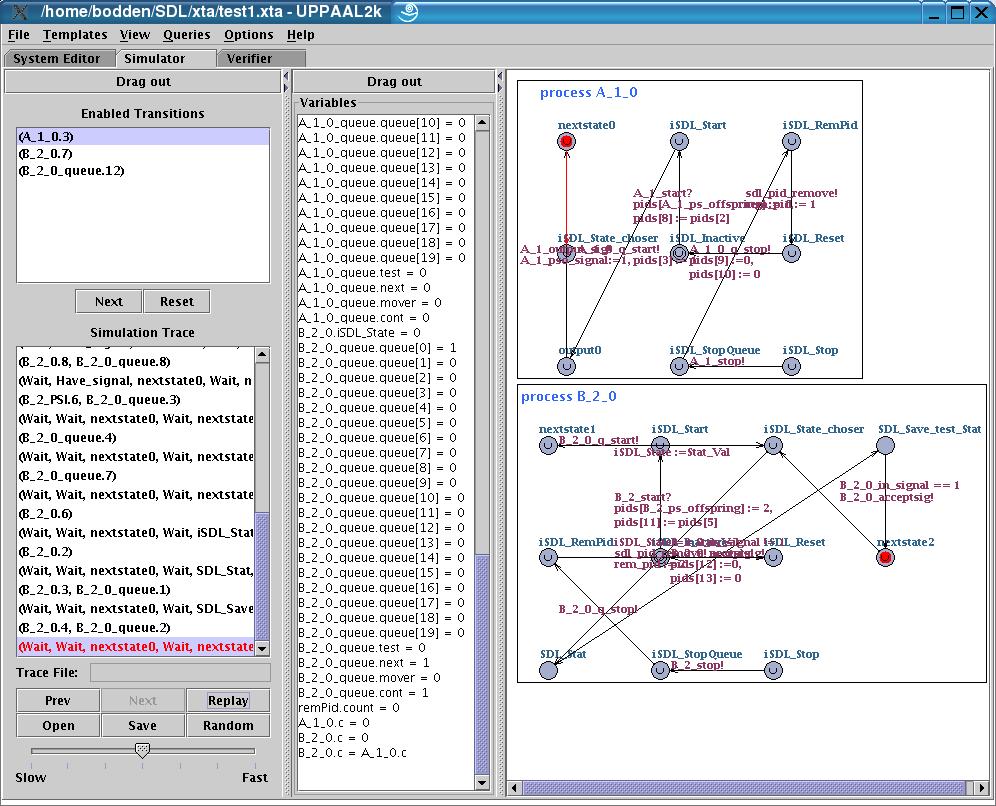 /home/bodden/SDL/xta/test1.xta - UPPAAL2k
File Templates View Queries Options Help
System Editor Simulator Verifier
Drag out
Enabled Transitions
(A_1_0.3)
(B_2_0.7)
(B_2_0_queue.12)
Next Reset
Simulation Trace
(B_2_0.8, B_2_0_queue.8)
(Wait, Have_signal, nextstate0, Wait, n
(B_2_PSI.6, B_2_0_queue.3)
(Wait, Wait, nextstate0, Wait, nextstate
(B_2_0_queue.4)
(Wait, Wait, nextstate0, Wait, nextstate
(B_2_0_queue.7)
(Wait, Wait, nextstate0, Wait, nextstate
(B_2_0.6)
(Wait, Wait, nextstate0, Wait, iSDL_Stat
(B_2_0.2)
(Wait, Wait, nextstate0, Wait, SDL_Stat,
(B_2_0.3, B_2_0_queue.1)
(Wait, Wait, nextstate0, Wait, SDL_Save
(B_2_0.4, B_2_0_queue.2)
(Wait, Wait, nextstate0, Wait, nextstate
Trace File:
Prev Next Replay
Open Save Random
Slow Fast
Drag out
Variables
A_1_0_queue.queue[10] = 0
A_1_0_queue.queue[11] = 0
A_1_0_queue.queue[12] = 0
A_1_0_queue.queue[13] = 0
A_1_0_queue.queue[14] = 0
A_1_0_queue.queue[15] = 0
A_1_0_queue.queue[16] = 0
A_1_0_queue.queue[17] = 0
A_1_0_queue.queue[18] = 0
A_1_0_queue.queue[19] = 0
A_1_0_queue.test = 0
A_1_0_queue.next = 0
A_1_0_queue.mover = 0
A_1_0_queue.cont = 0
B_2_0.iSDL_State = 0
B_2_0_queue.queue[0] = 1
B_2_0_queue.queue[1] = 0
B_2_0_queue.queue[2] = 0
B_2_0_queue.queue[3] = 0
B_2_0_queue.queue[4] = 0
B_2_0_queue.queue[5] = 0
B_2_0_queue.queue[6] = 0
B_2_0_queue.queue[7] = 0
B_2_0_queue.queue[8] = 0
B_2_0_queue.queue[9] = 0
B_2_0_queue.queue[10] = 0
B_2_0_queue.queue[11] = 0
B_2_0_queue.queue[12] = 0
B_2_0_queue.queue[13] = 0
B_2_0_queue.queue[14] = 0
B_2_0_queue.queue[15] = 0
B_2_0_queue.queue[16] = 0
B_2_0_queue.queue[17] = 0
B_2_0_queue.queue[18] = 0
B_2_0_queue.queue[19] = 0
B_2_0_queue.test = 0
B_2_0_queue.next = 1
B_2_0_queue.mover = 0
B_2_0_queue.cont = 1
remPid.count = 0
A_1_0.c = 0
B_2_0.c = 0
B_2_0.c = A_1_0.c
process A_1_0
nextstate0 iSDL_Start iSDL_RemPid
A_1_start? sdl_pid_remove!
pids[A_1_ps_offspring] := 1
pids[8] := pids[2]
iSDL_State_choser iSDL_Inactive iSDL_Reset
A_1_0_q_stop!
pids[9] :=0,
pids[10] := 0
output0 iSDL_StopQueue iSDL_Stop
A_1_stop!
process B_2_0
nextstate1 iSDL_Start iSDL_State_choser SDL_Save_test_Stat
B_2_0_q_start!
iSDL_State :=Stat_Val
B_2_0_in_signal == 1
B_2_0_acceptsig!
B_2_start?
pids[B_2_ps_offspring] := 2,
pids[11] := pids[5]
iSDL_RemPid iSDL_Reset nextstate2
pids[12] :=0,
pids[13] := 0
B_2_0_q_stop!
SDL_Stat iSDL_StopQueue iSDL_Stop
B_2_stop!